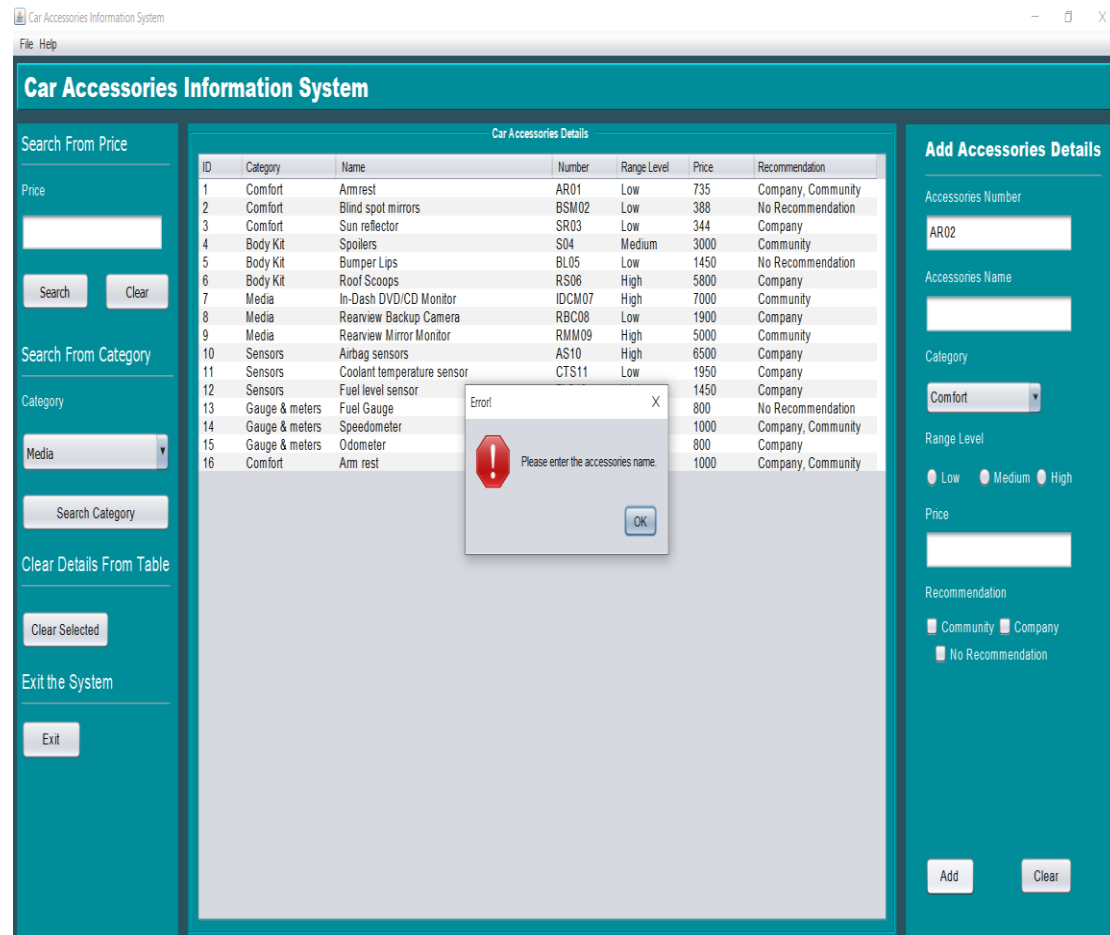 Car Accessories Information System
File Help
Car Accessories Information System
Search From Price
Price
Search Clear
Search From Category
Category
Media
Search Category
Clear Details From Table
Clear Selected
Exit the System
Exit
Car Accessories Details
ID Category Name Number Range Level Price Recommendation
1 Comfort Armrest AR01 Low 735 Company, Community
2 Comfort Blind spot mirrors BSM02 Low 388 No Recommendation
3 Comfort Sun reflector SR03 Low 344 Company
4 Body Kit Spoilers S04 Medium 3000 Community
5 Body Kit Bumper Lips BL05 Low 1450 No Recommendation
6 Body Kit Roof Scoops RS06 High 5800 Company
7 Media In-Dash DVD/CD Monitor IDCM07 High 7000 Community
8 Media Rearview Backup Camera RBC08 Low 1900 Company
9 Media Rearview Mirror Monitor RMM09 High 5000 Community
10 Sensors Airbag sensors AS10 High 6500 Company
11 Sensors Coolant temperature sensor CTS11 Low 1950 Company
12 Sensors Fuel level sensor 1450 Company
13 Gauge & meters Fuel Gauge 800 No Recommendation
14 Gauge & meters Speedometer 1000 Company, Community
15 Gauge & meters Odometer 800 Company
16 Comfort Arm rest 1000 Company, Community
Error! X
Please enter the accessories name.
OK
Add Accessories Details
Accessories Number
AR02
Accessories Name
Category
Comfort
Range Level
Low Medium High
Price
Recommendation
Community Company
No Recommendation
Add Clear